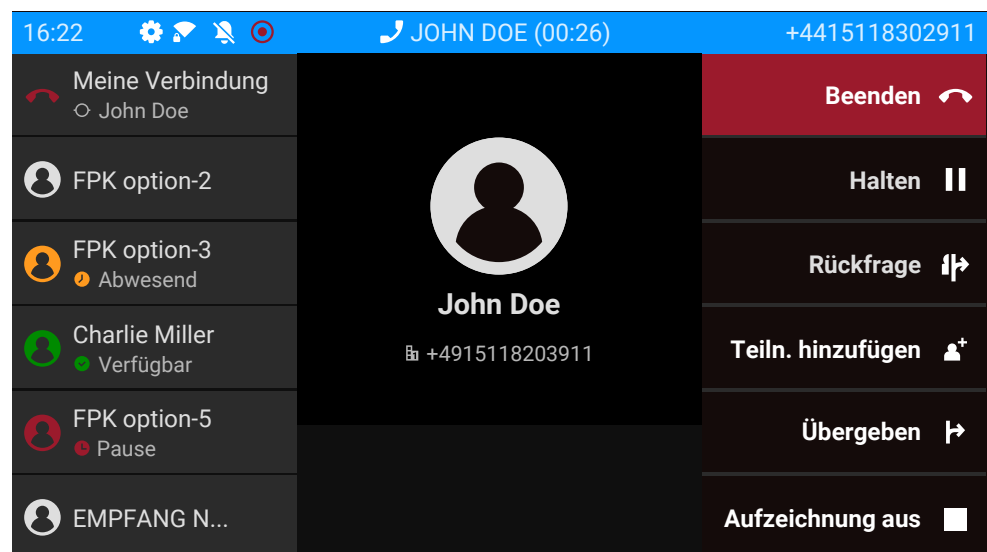 16:22
JOHN DOE (00:26)
+4415118302911
Meine Verbindung
John Doe
FPK option-2
FPK option-3
Abwesend
Charlie Miller
Verfügbar
FPK option-5
Pause
EMPFANG N...
John Doe
+4915118203911
Beenden
Halten
Rückfrage
Teiln. hinzufügen
Übergeben
Aufzeichnung aus